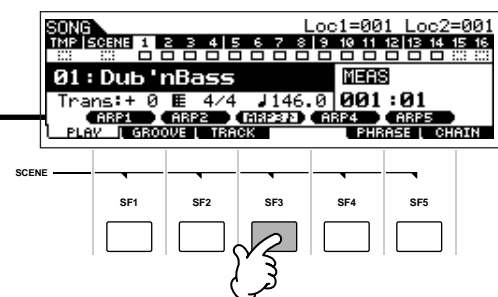 SONG Loc1=001 Loc2=001
TMP SCENE 1 2 3 4 5 6 7 8 9 10 11 12 13 14 15 16
01:Dub'nBass MEAS
Trans:+ 0 4/4 ♩146.0 001:01
ARP1 ARP2 ARP4 ARP5
PLAY GROOVE TRACK PHRASE CHAIN
SCENE
SF1 SF2 SF3 SF4 SF5